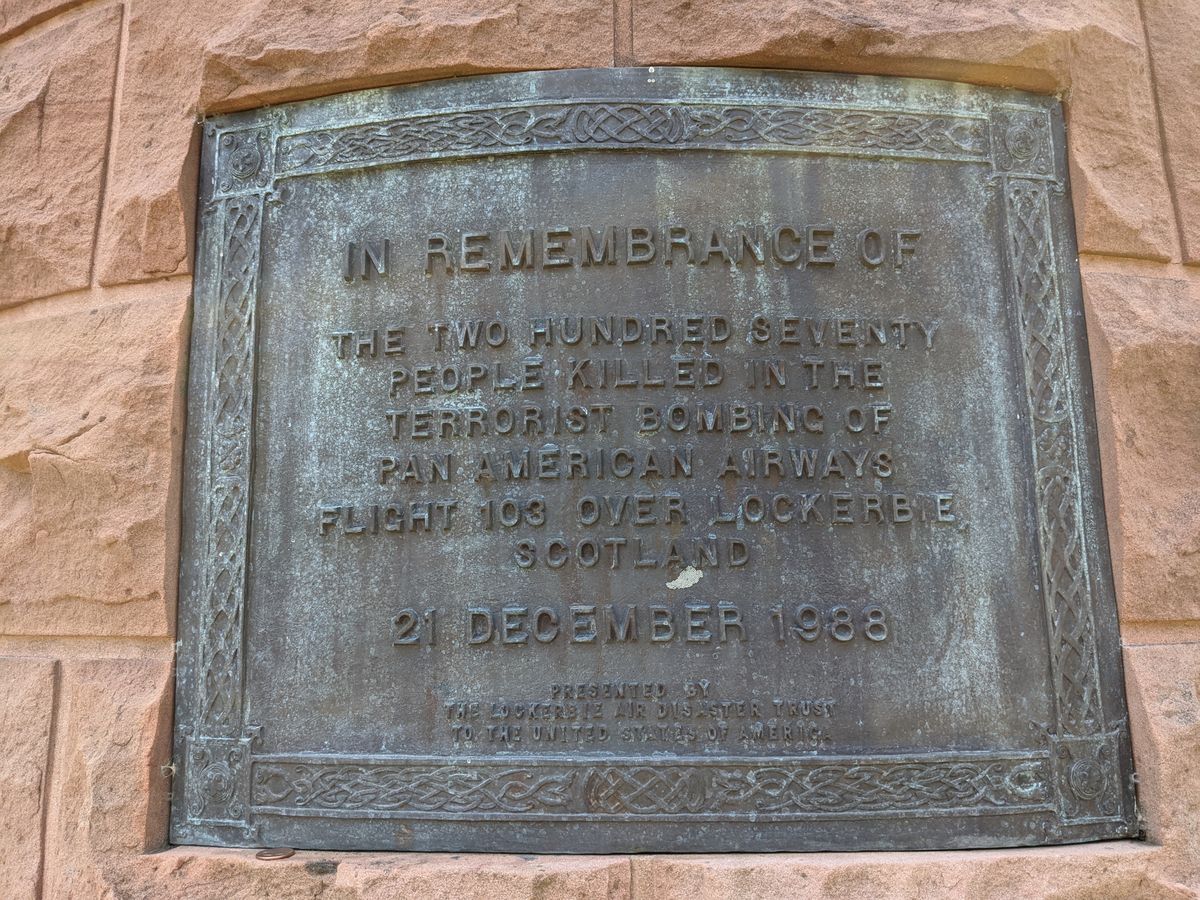 IN REMEMBRANCE OF
THE TWO HUNDRED SEVENTY
PEOPLE KILLED IN THE
TERRORIST BOMBING OF
PAN AMERICAN AIRWAYS
FLIGHT 103 OVER LOCKERBIE
SCOTLAND
21 DECEMBER 1988
PRESENTED BY
THE LOCKERBIE AIR DISASTER TRUST
TO THE UNITED STATES OF AMERICA